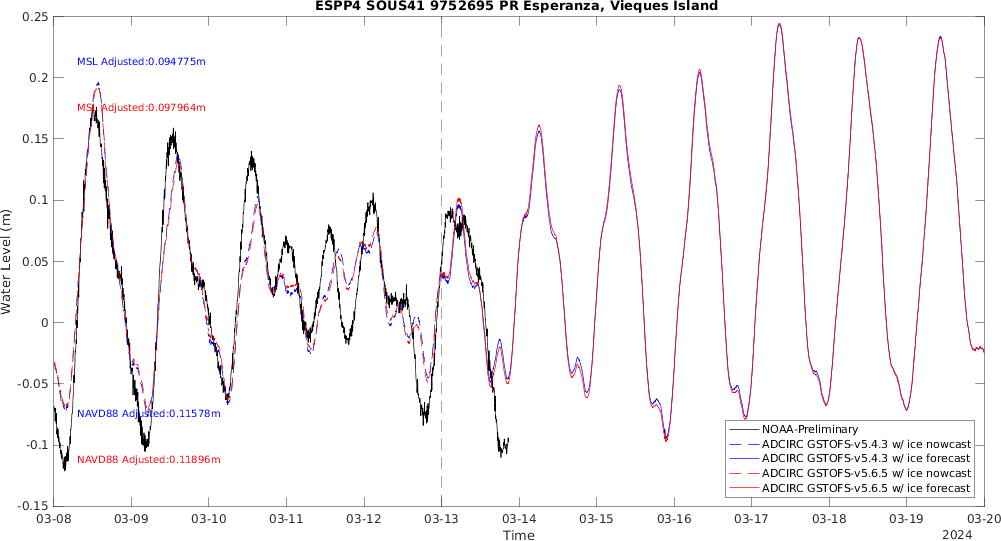 ESPP4 SOUS41 9752695 PR Esperanza, Vieques Island
0.25
0.2
0.15
0.1
0.05
0
-0.05
-0.1
-0.15
Water Level (m)
MSL Adjusted:0.094775m
MSL Adjusted:0.097964m
NAVD88 Adjusted:0.11578m
NAVD88 Adjusted:0.11896m
NOAA-Preliminary
ADCIRC GSTOFS-v5.4.3 w/ ice nowcast
ADCIRC GSTOFS-v5.4.3 w/ ice forecast
ADCIRC GSTOFS-v5.6.5 w/ ice nowcast
ADCIRC GSTOFS-v5.6.5 w/ ice forecast
03-08 03-09 03-10 03-11 03-12 03-13 03-14 03-15 03-16 03-17 03-18 03-19 03-20
Time
2024